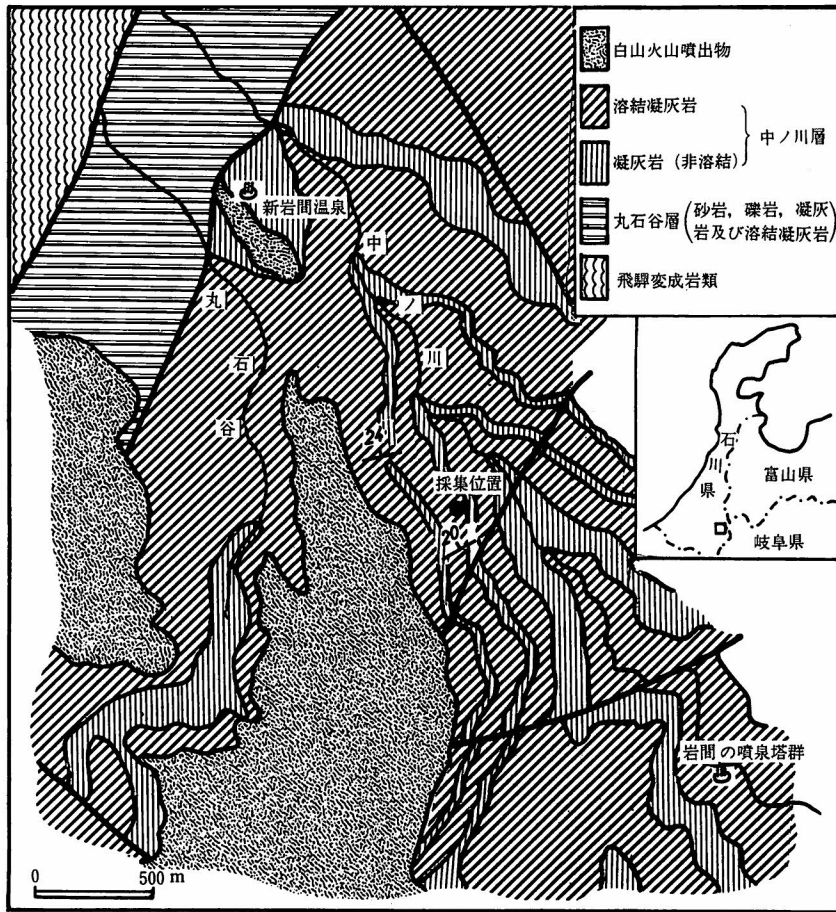 白山火山噴出物
溶結凝灰岩
凝灰岩(非溶結)
中ノ川層
丸石谷層(砂岩,礫岩,凝灰
岩及び溶結凝灰岩)
飛騨変成岩類
新岩間温泉
中
ノ
川
丸
石
谷
採集位置
20
岩間の噴泉塔群
石
川
県
富山県
岐阜県
0 500 m